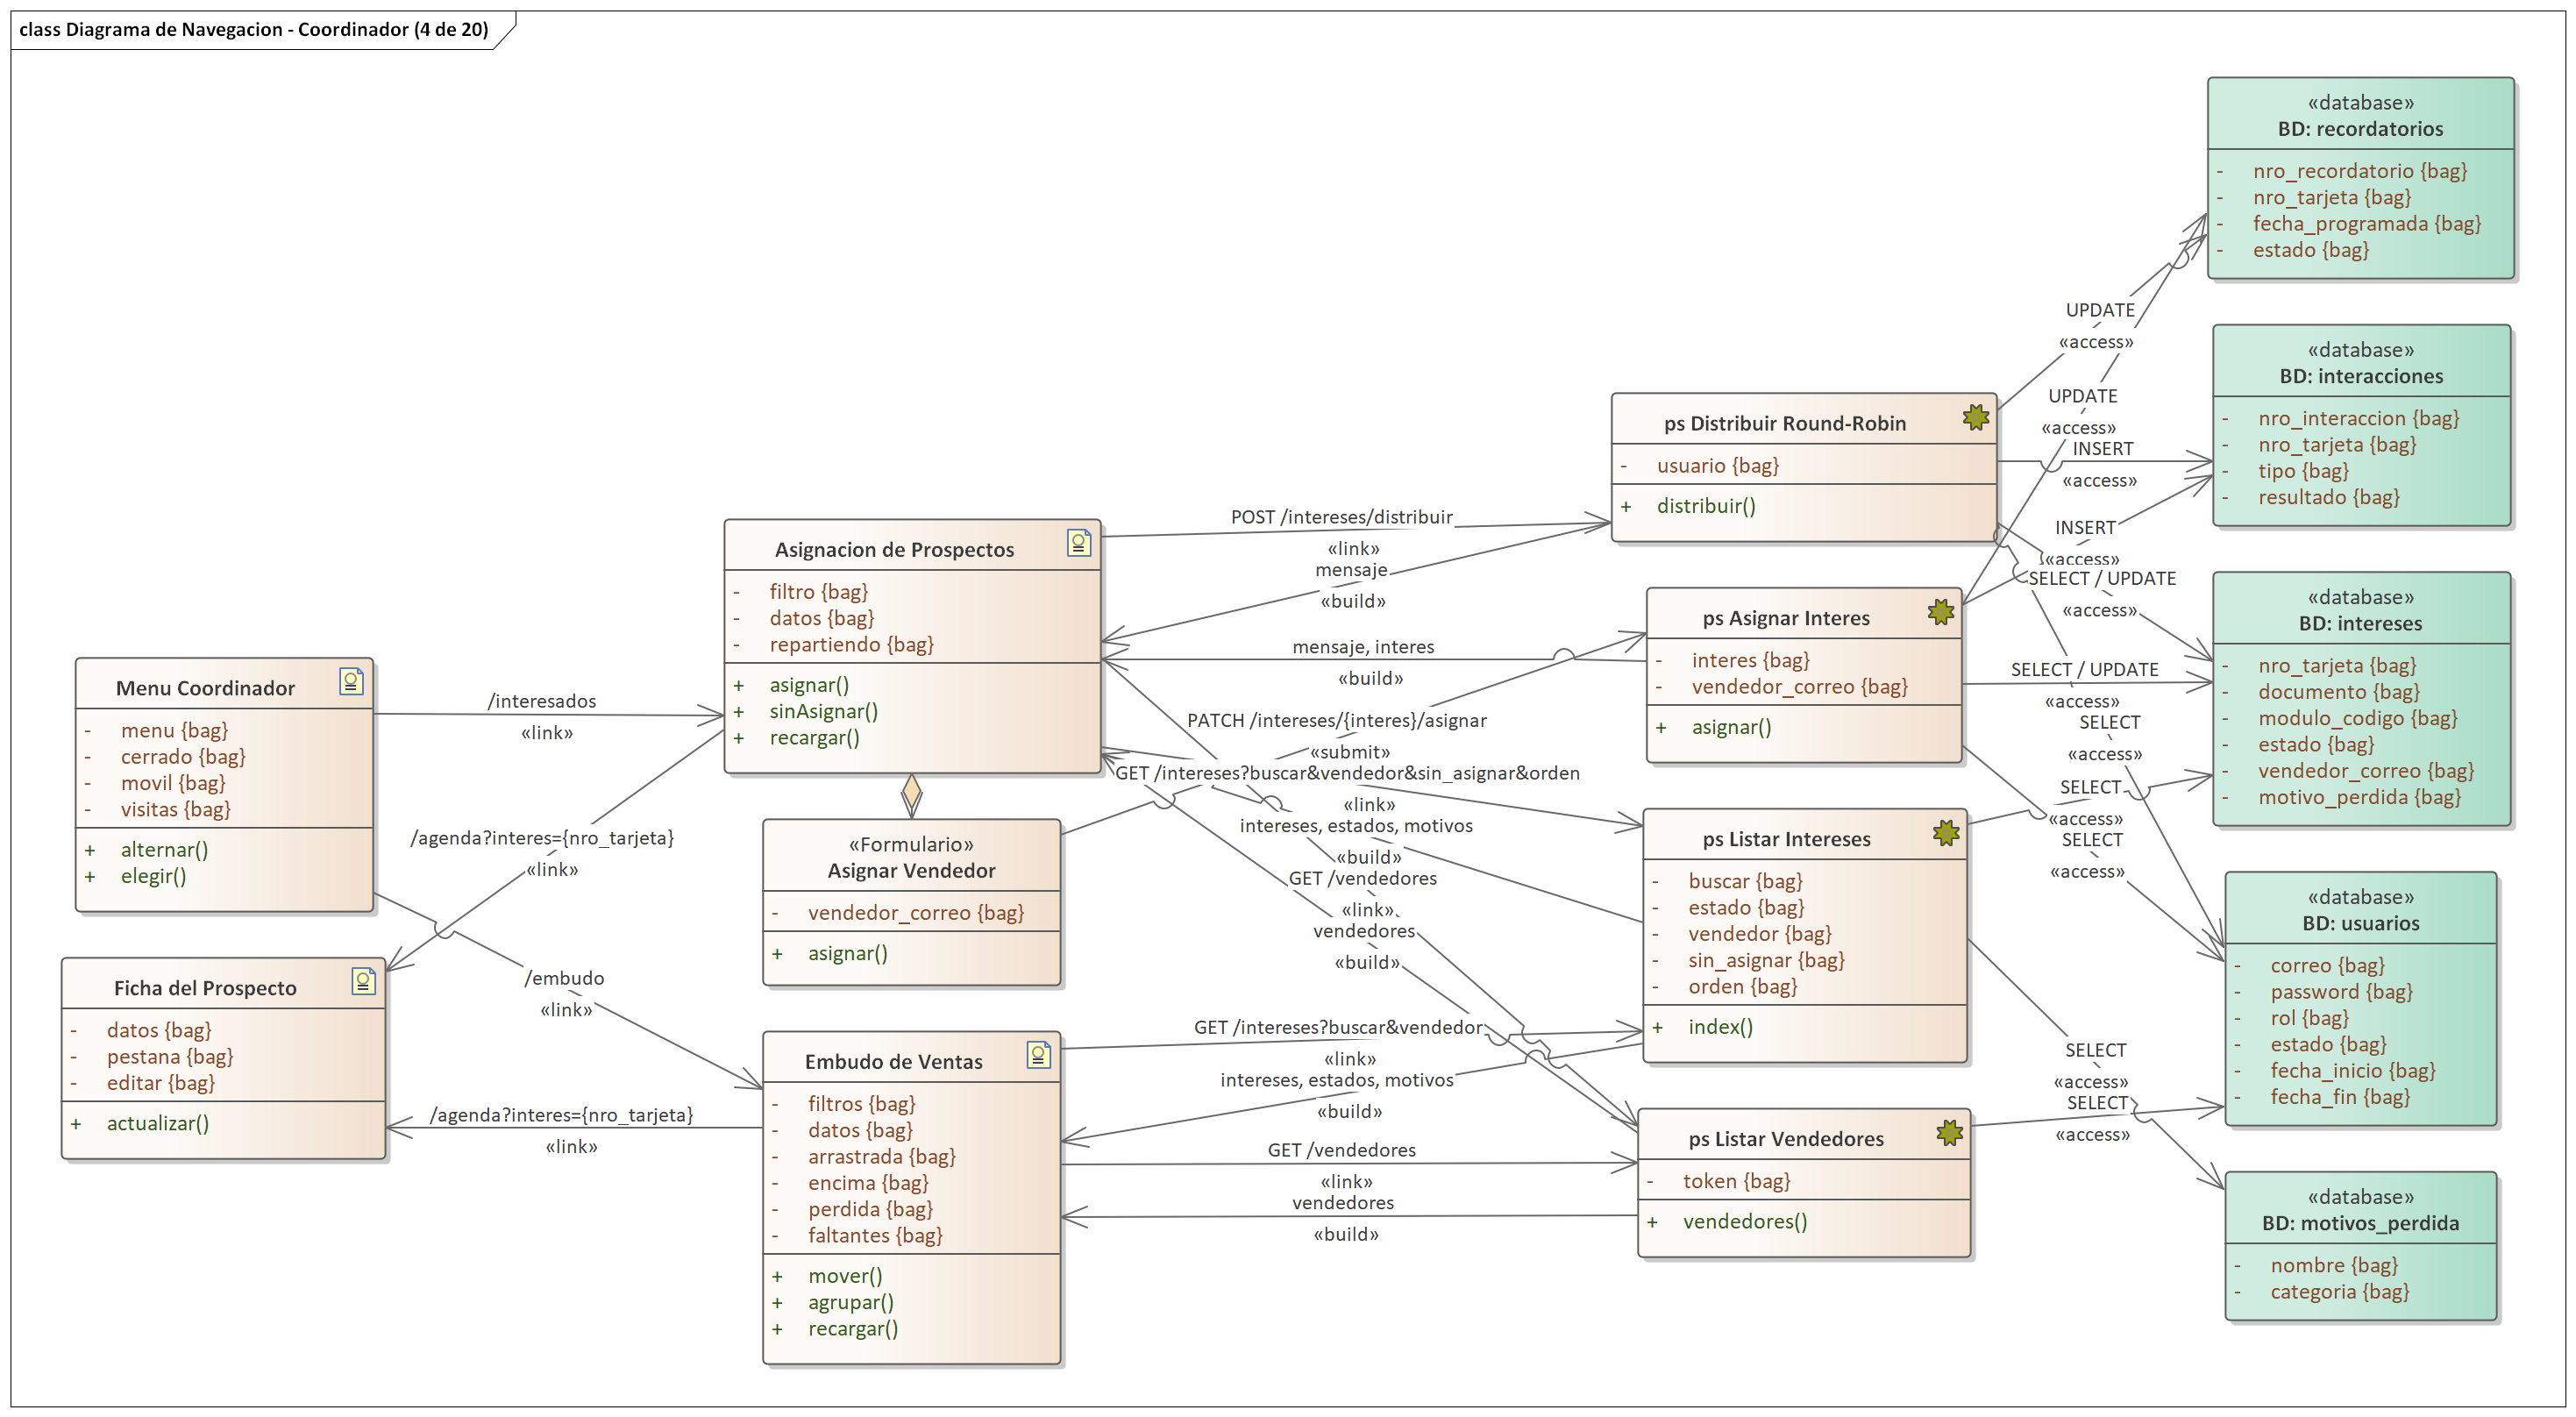 class Diagrama de Navegacion - Coordinador (4 de 20)
«database»
BD: recordatorios
- nro_recordatorio {bag}
- nro_tarjeta {bag}
- fecha_programada {bag}
- estado {bag}
UPDATE
«access»
«database»
BD: interacciones
- nro_interaccion {bag}
- nro_tarjeta {bag}
- tipo {bag}
- resultado {bag}
UPDATE
«access»
INSERT
«access»
ps Distribuir Round-Robin
- usuario {bag}
+ distribuir()
INSERT
«access»
SELECT / UPDATE
«access»
Asignacion de Prospectos
- filtro {bag}
- datos {bag}
- repartiendo {bag}
+ asignar()
+ sinAsignar()
+ recargar()
POST /intereses/distribuir
«link»
mensaje
«build»
mensaje, interes
«build»
ps Asignar Interes
- interes {bag}
- vendedor_correo {bag}
+ asignar()
SELECT / UPDATE
«access»
SELECT
«access»
«database»
BD: intereses
- nro_tarjeta {bag}
- documento {bag}
- modulo_codigo {bag}
- estado {bag}
- vendedor_correo {bag}
- motivo_perdida {bag}
Menu Coordinador
- menu {bag}
- cerrado {bag}
- movil {bag}
- visitas {bag}
+ alternar()
+ elegir()
/interesados
«link»
PATCH /intereses/{interes}/asignar
«submit»
GET /intereses?buscar&vendedor&sin_asignar&orden
«link»
intereses, estados, motivos
«build»
GET /vendedores
«link»
vendedores
«build»
SELECT
«access»
SELECT
«access»
/agenda?interes={nro_tarjeta}
«link»
«Formulario»
Asignar Vendedor
- vendedor_correo {bag}
+ asignar()
ps Listar Intereses
- buscar {bag}
- estado {bag}
- vendedor {bag}
- sin_asignar {bag}
- orden {bag}
+ index()
«database»
BD: usuarios
- correo {bag}
- password {bag}
- rol {bag}
- estado {bag}
- fecha_inicio {bag}
- fecha_fin {bag}
Ficha del Prospecto
- datos {bag}
- pestana {bag}
- editar {bag}
+ actualizar()
/embudo
«link»
/agenda?interes={nro_tarjeta}
«link»
Embudo de Ventas
- filtros {bag}
- datos {bag}
- arrastrada {bag}
- encima {bag}
- perdida {bag}
- faltantes {bag}
+ mover()
+ agrupar()
+ recargar()
GET /intereses?buscar&vendedor
«link»
intereses, estados, motivos
«build»
GET /vendedores
«link»
vendedores
«build»
SELECT
«access»
SELECT
«access»
ps Listar Vendedores
- token {bag}
+ vendedores()
«database»
BD: motivos_perdida
- nombre {bag}
- categoria {bag}